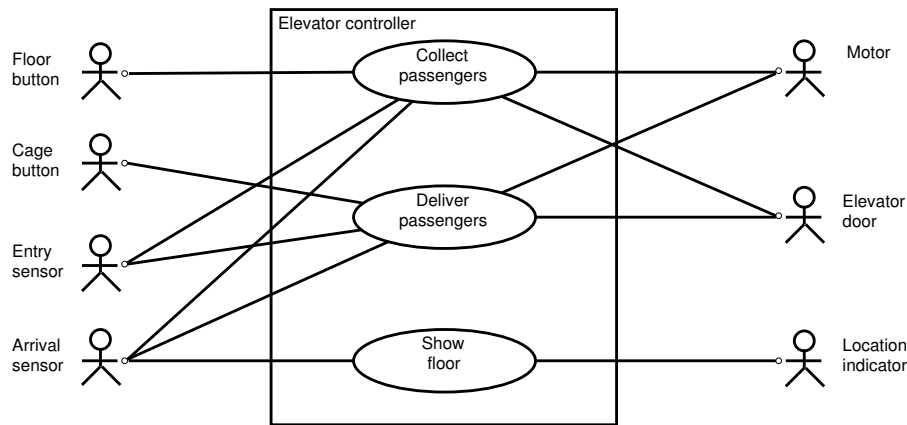 Elevator controller
Floor
button
Collect
passengers
Motor
Cage
button
Deliver
passengers
Elevator
door
Entry
sensor
Arrival
sensor
Show
floor
Location
indicator